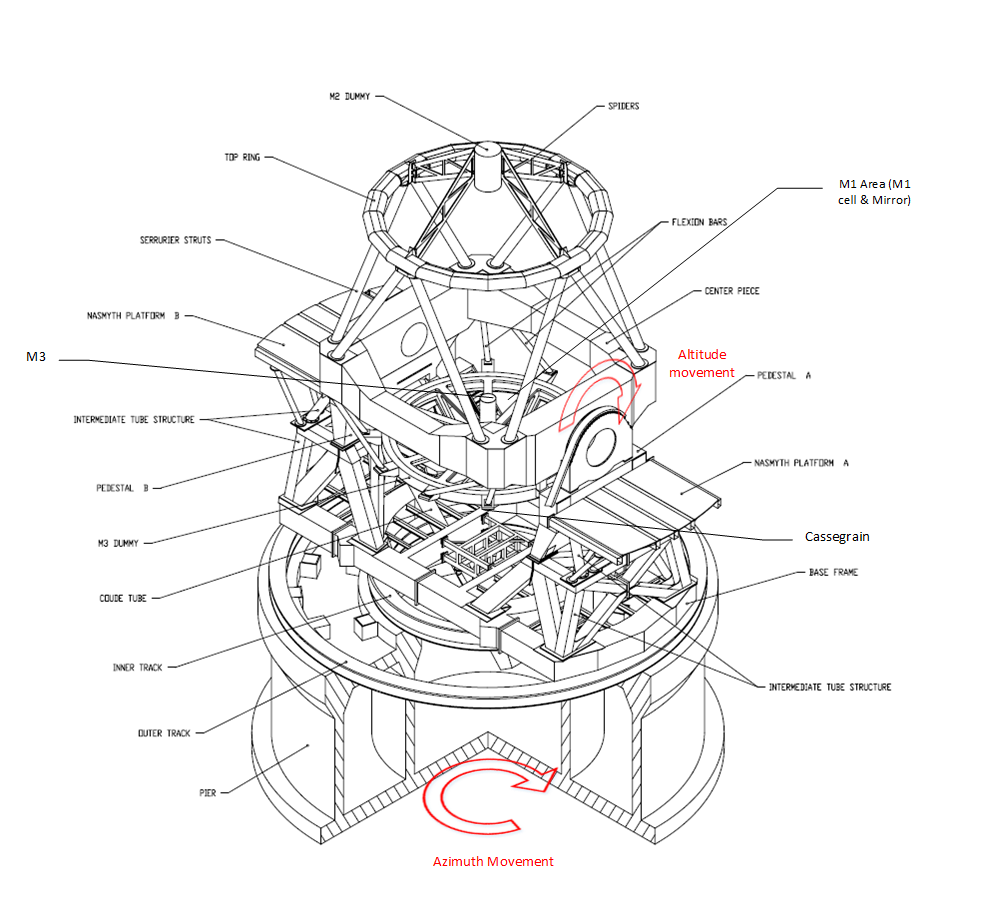 M2 DUMMY
SPIDERS
TOP RING
M1 Area (M1
cell & Mirror)
FLEXION BARS
SERRURIER STRUTS
CENTER PIECE
NASMYTH PLATFORM B
M3
Altitude
movement
PEDESTAL A
INTERMEDIATE TUBE STRUCTURE
NASMYTH PLATFORM A
PEDESTAL B
M3 DUMMY
Cassegrain
BASE FRAME
COUDE TUBE
INNER TRACK
INTERMEDIATE TUBE STRUCTURE
OUTER TRACK
PIER
Azimuth Movement